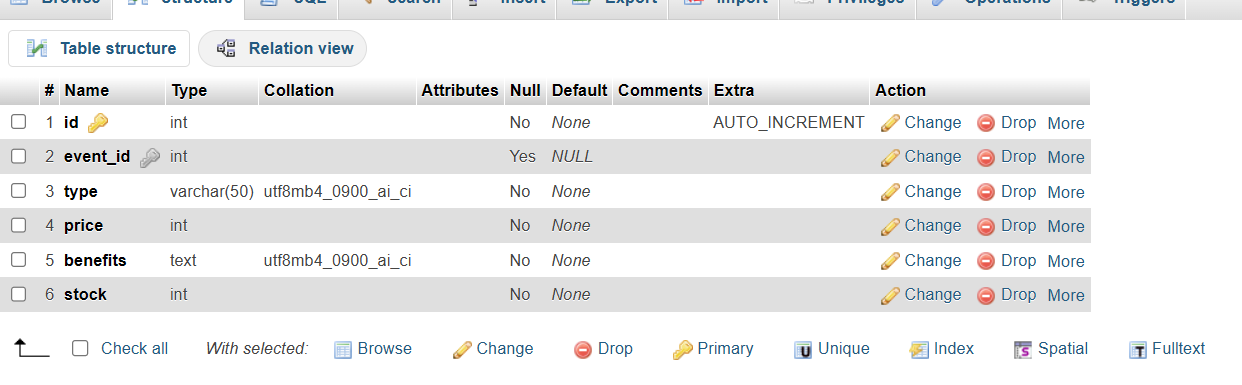 Browse Structure SQL Search Insert Export Import Privileges Operations Triggers
Table structure Relation view
# Name Type Collation Attributes Null Default Comments Extra Action
1 id int No None AUTO_INCREMENT Change Drop More
2 event_id int Yes NULL Change Drop More
3 type varchar(50) utf8mb4_0900_ai_ci No None Change Drop More
4 price int No None Change Drop More
5 benefits text utf8mb4_0900_ai_ci No None Change Drop More
6 stock int No None Change Drop More
Check all With selected: Browse Change Drop Primary Unique Index Spatial Fulltext